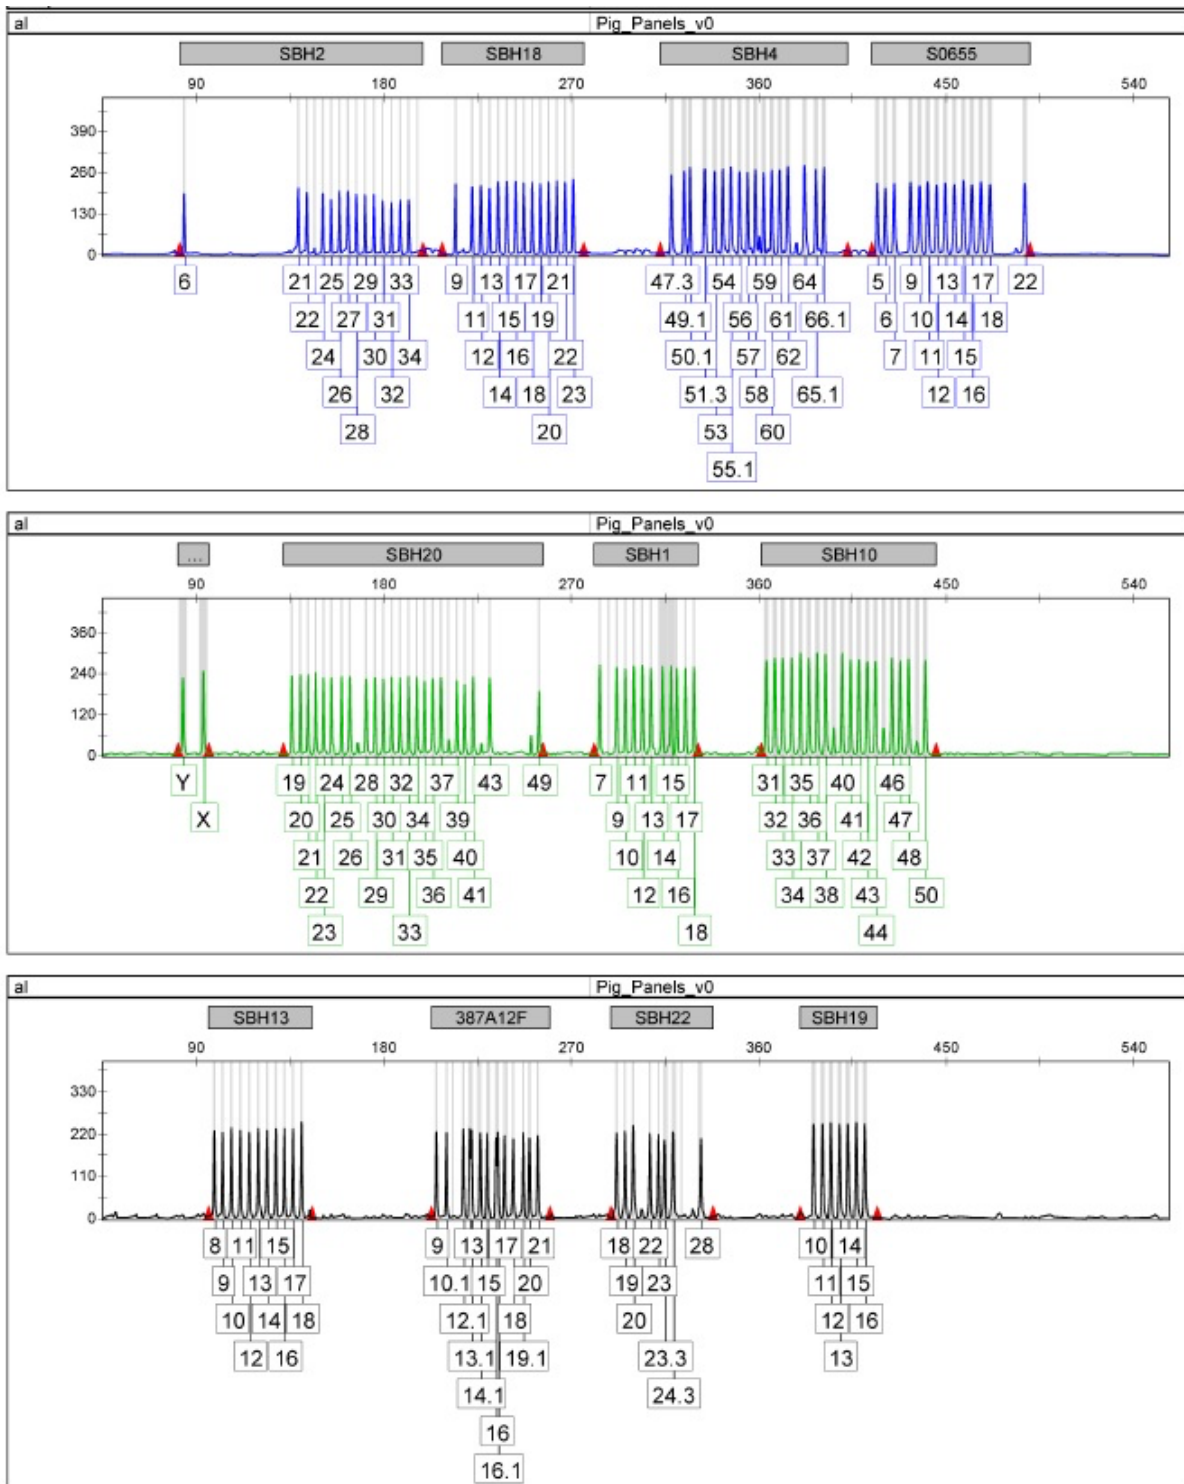 al Pig_Panels_v0
SBH2 SBH18 SBH4 S0655
90 180 270 360 450 540
390
260
130
0
6 21 25 29 33 9 13 17 21 47.3 54 59 64 5 9 13 17 22
22 27 31 11 15 19 49.1 56 61 66.1 6 10 14 18
24 30 34 12 16 22 50.1 57 62 7 11 15
26 32 14 18 23 51.3 58 65.1 12 16
28 20 53 60
55.1
al Pig_Panels_v0
... SBH20 SBH1 SBH10
90 180 270 360 450 540
360
240
120
0
Y 19 24 28 32 37 43 49 7 11 15 31 35 40 46
X 20 25 30 34 39 9 13 17 32 36 41 47
21 26 31 35 40 10 14 33 37 42 48
22 29 36 41 12 16 34 38 43 50
23 33 18 44
al Pig_Panels_v0
SBH13 387A12F SBH22 SBH19
90 180 270 360 450 540
330
220
110
0
8 11 15 9 13 17 21 18 22 28 10 14
9 13 17 10.1 15 20 19 23 11 15
10 14 18 12.1 18 20 12 16
12 16 13.1 19.1 23.3 13
14.1 24.3
16
16.1